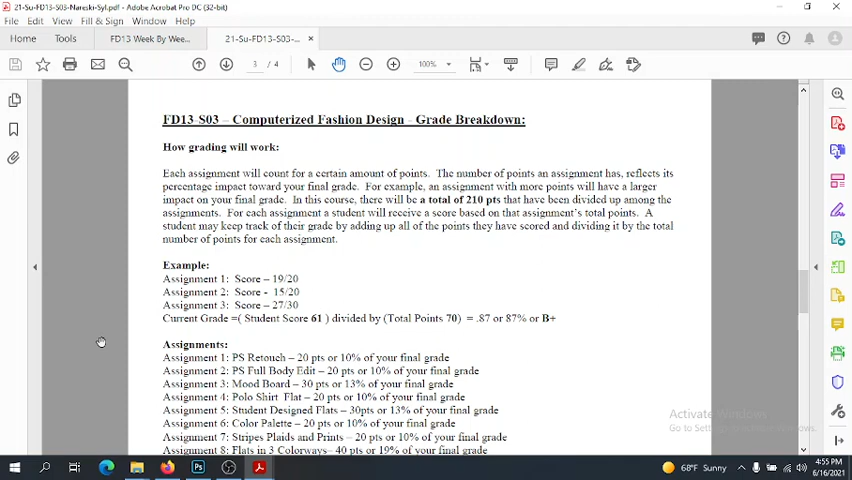 21-Su-FD13-S03-Nareski-Syl.pdf - Adobe Acrobat Pro DC (32-bit)
File Edit View Fill & Sign Window Help
Home Tools FD13 Week By Wee... 21-Su-FD13-S03-... ×
3 / 4 100%
FD13-S03 – Computerized Fashion Design - Grade Breakdown:
How grading will work:
Each assignment will count for a certain amount of points. The number of points an assignment has, reflects its
percentage impact toward your final grade. For example, an assignment with more points will have a larger
impact on your final grade. In this course, there will be a total of 210 pts that have been divided up among the
assignments. For each assignment a student will receive a score based on that assignment's total points. A
student may keep track of their grade by adding up all of the points they have scored and dividing it by the total
number of points for each assignment.
Example:
Assignment 1: Score – 19/20
Assignment 2: Score - 15/20
Assignment 3: Score – 27/30
Current Grade =( Student Score 61 ) divided by (Total Points 70) = .87 or 87% or B+
Assignments:
Assignment 1: PS Retouch – 20 pts or 10% of your final grade
Assignment 2: PS Full Body Edit – 20 pts or 10% of your final grade
Assignment 3: Mood Board – 30 pts or 13% of your final grade
Assignment 4: Polo Shirt Flat – 20 pts or 10% of your final grade
Assignment 5: Student Designed Flats – 30pts or 13% of your final grade
Assignment 6: Color Palette – 20 pts or 10% of your final grade
Assignment 7: Stripes Plaids and Prints – 20 pts or 10% of your final grade
Assignment 8: Flats in 3 Colorways– 40 pts or 19% of your final grade
Activate Windows
Go to Settings to activate Windows.
68°F Sunny
4:55 PM
6/16/2021